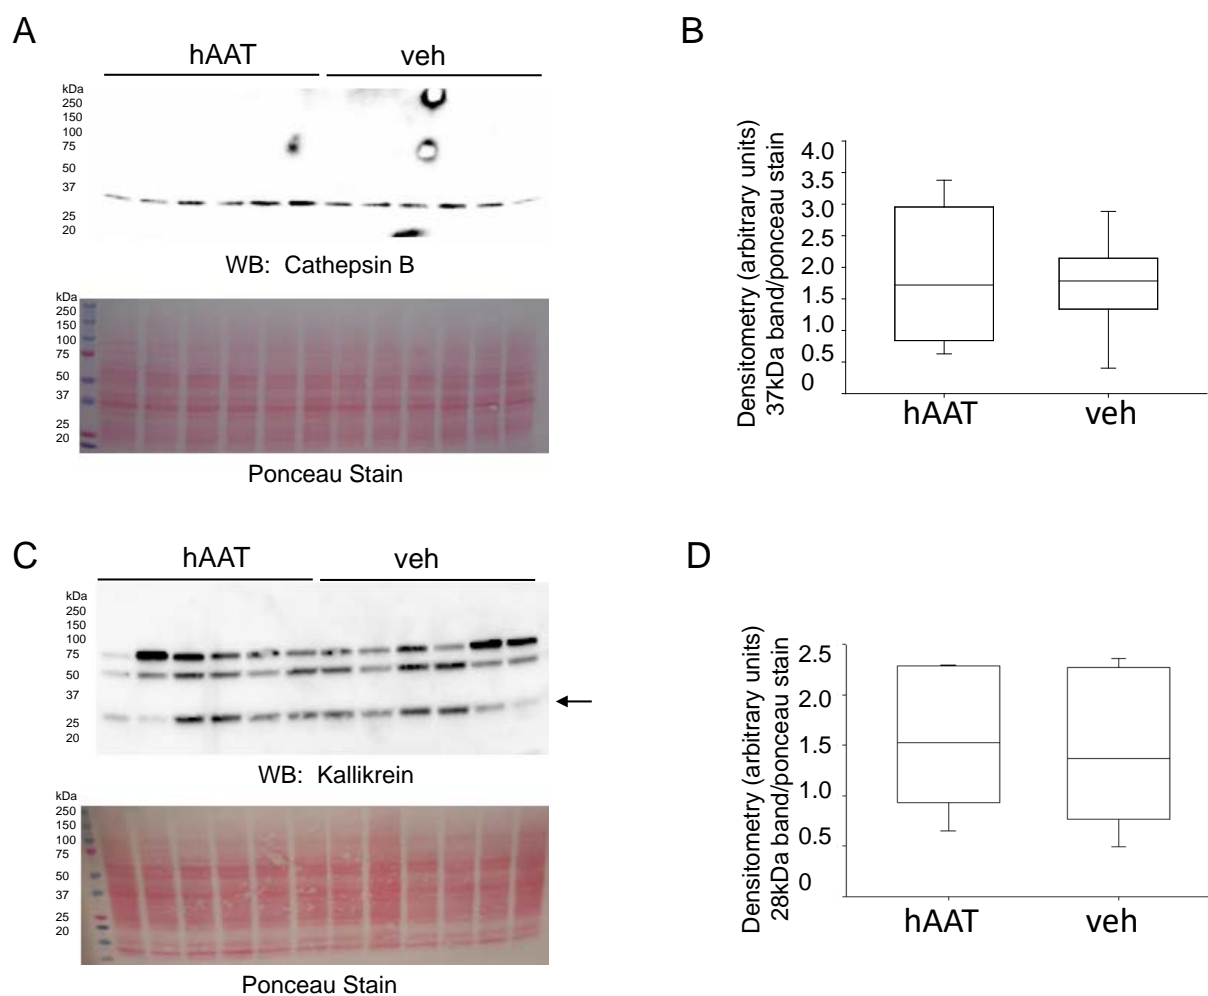 A
hAAT veh
kDa
250
150
100
75
50
37
25
20
WB: Cathepsin B
kDa
250
150
100
75
50
37
25
20
Ponceau Stain
B
Densitometry (arbitrary units)
37kDa band/ponceau stain
4.0
3.5
3.0
2.5
2.0
1.5
1.0
0.5
0
hAAT veh
C
hAAT veh
kDa
250
150
100
75
50
37
25
20
WB: Kallikrein
kDa
250
150
100
75
50
37
25
20
Ponceau Stain
D
Densitometry (arbitrary units)
28kDa band/ponceau stain
2.5
2.0
1.5
1.0
0.5
0
hAAT veh